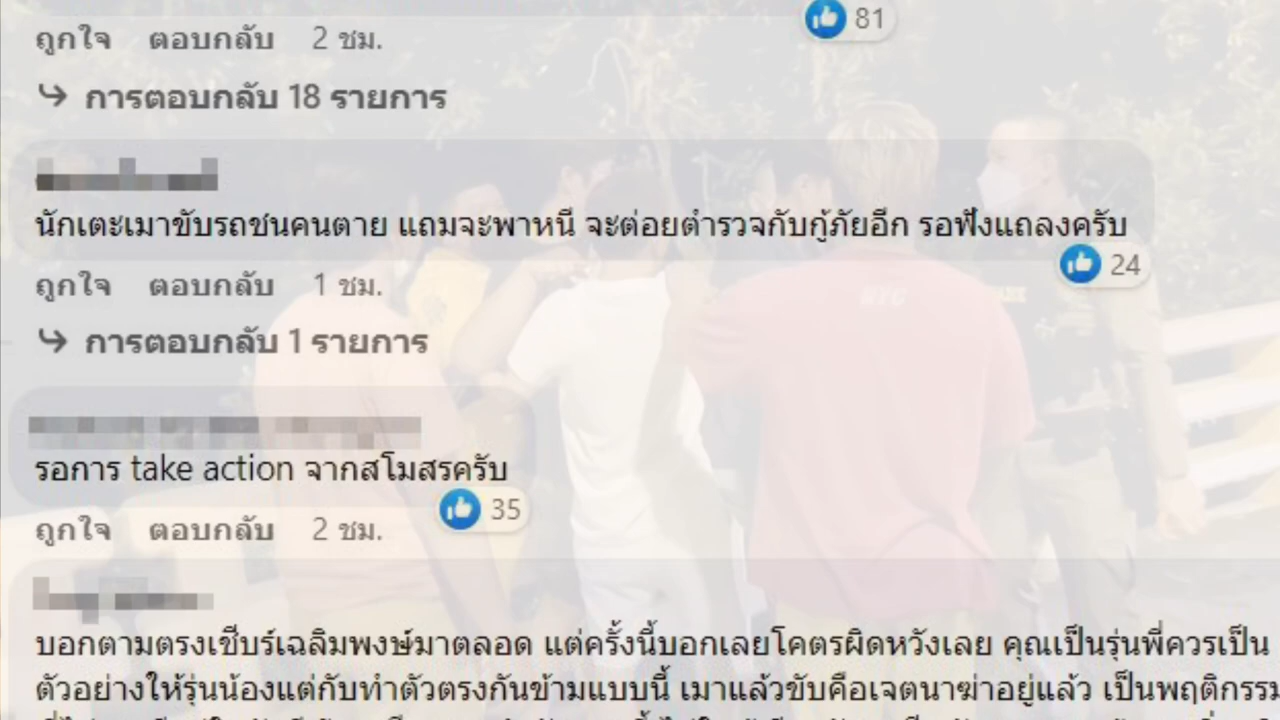 81
ถูกใจ ตอบกลับ 2 ชม.
การตอบกลับ 18 รายการ
นักเตะเมาขับรถชนคนตาย แถมจะพาหนี จะต่อยตำรวจกับกู้ภัยอีก รอฟังแถลงครับ
24
ถูกใจ ตอบกลับ 1 ชม.
การตอบกลับ 1 รายการ
รอการ take action จากสโมสรครับ
35
ถูกใจ ตอบกลับ 2 ชม.
บอกตามตรงเชีบร์เฉลิมพงษ์มาตลอด แต่ครั้งนี้บอกเลยโคตรผิดหวังเลย คุณเป็นรุ่นพี่ควรเป็น
ตัวอย่างให้รุ่นน้องแต่กับทำตัวตรงกันข้ามแบบนี้ เมาแล้วขับคือเจตนาฆ่าอยู่แล้ว เป็นพฤติกรรม